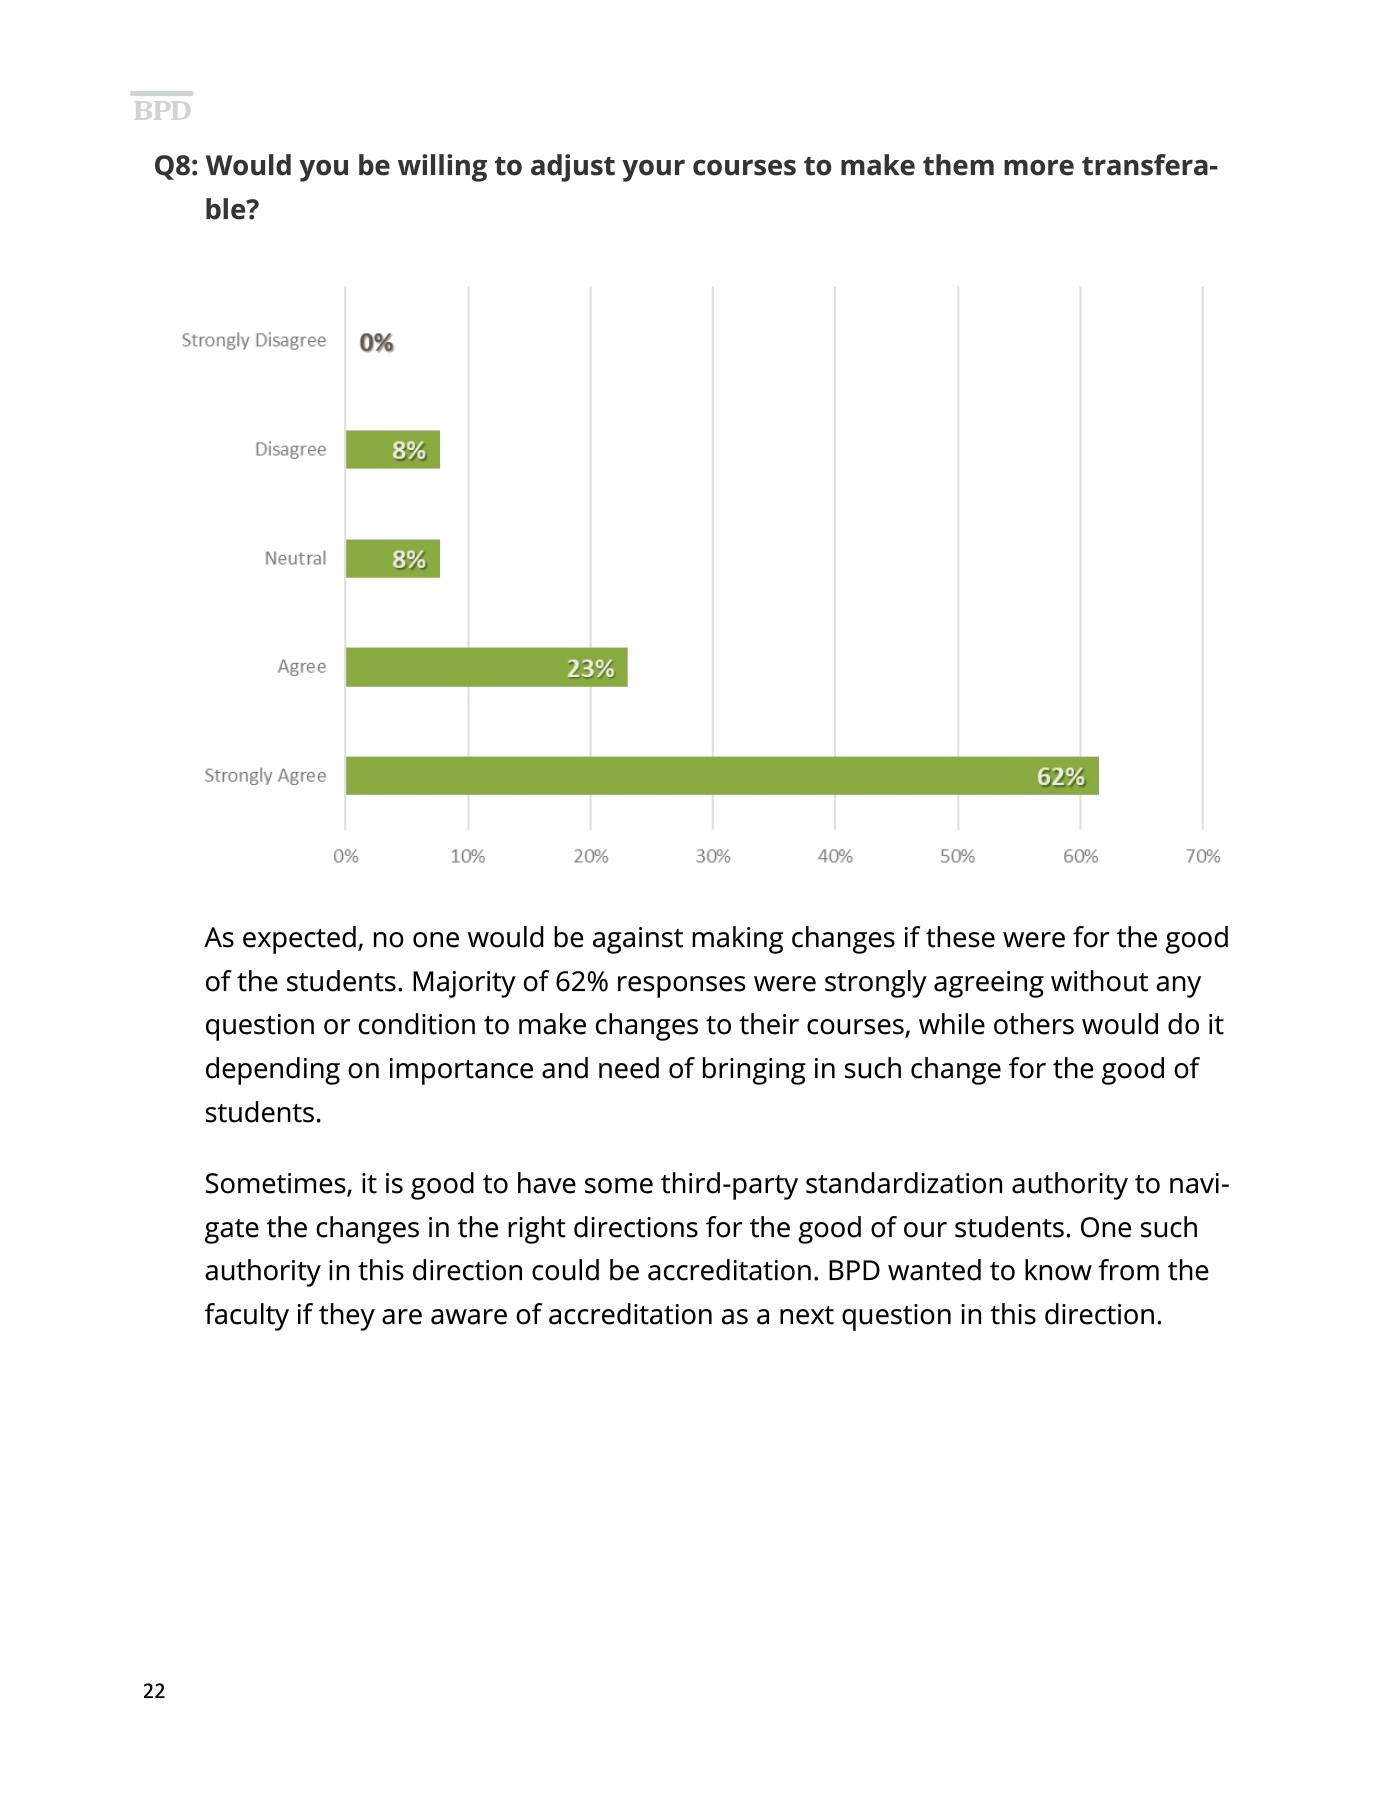 BPD
Q8: Would you be willing to adjust your courses to make them more transfera-
ble?
Strongly Disagree 0%
Disagree 8%
Neutral 8%
Agree 23%
Strongly Agree 62%
0% 10% 20% 30% 40% 50% 60% 70%
As expected, no one would be against making changes if these were for the good
of the students. Majority of 62% responses were strongly agreeing without any
question or condition to make changes to their courses, while others would do it
depending on importance and need of bringing in such change for the good of
students.
Sometimes, it is good to have some third-party standardization authority to navi-
gate the changes in the right directions for the good of our students. One such
authority in this direction could be accreditation. BPD wanted to know from the
faculty if they are aware of accreditation as a next question in this direction.
22